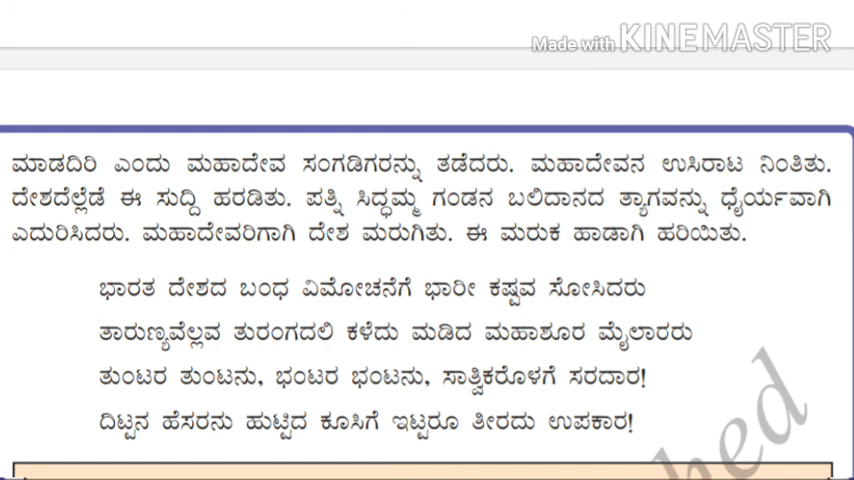 Made with KINEMASTER
ಮಾಡದಿರಿ ಎಂದು ಮಹಾದೇವ ಸಂಗಡಿಗರನ್ನು ತಡೆದರು. ಮಹಾದೇವನ ಉಸಿರಾಟ ನಿಂತಿತು.
ದೇಶದೆಲ್ಲೆಡೆ ಈ ಸುದ್ದಿ ಹರಡಿತು. ಪತ್ನಿ ಸಿದ್ಧಮ್ಮ ಗಂಡನ ಬಲಿದಾನದ ತ್ಯಾಗವನ್ನು ಧೈರ್ಯವಾಗಿ
ಎದುರಿಸಿದರು. ಮಹಾದೇವರಿಗಾಗಿ ದೇಶ ಮರುಗಿತು. ಈ ಮರುಕ ಹಾಡಾಗಿ ಹರಿಯಿತು.
ಭಾರತ ದೇಶದ ಬಂಧ ವಿಮೋಚನೆಗೆ ಭಾರೀ ಕಷ್ಟವ ಸೋಸಿದರು
ತಾರುಣ್ಯವೆಲ್ಲವ ತುರಂಗದಲಿ ಕಳೆದು ಮಡಿದ ಮಹಾಶೂರ ಮೈಲಾರರು
ತುಂಟರ ತುಂಟನು, ಭಂಟರ ಭಂಟನು, ಸಾತ್ವಿಕರೊಳಗೆ ಸರದಾರ!
ದಿಟ್ಟನ ಹೆಸರನು ಹುಟ್ಟಿದ ಕೂಸಿಗೆ ಇಟ್ಟರೂ ತೀರದು ಉಪಕಾರ!